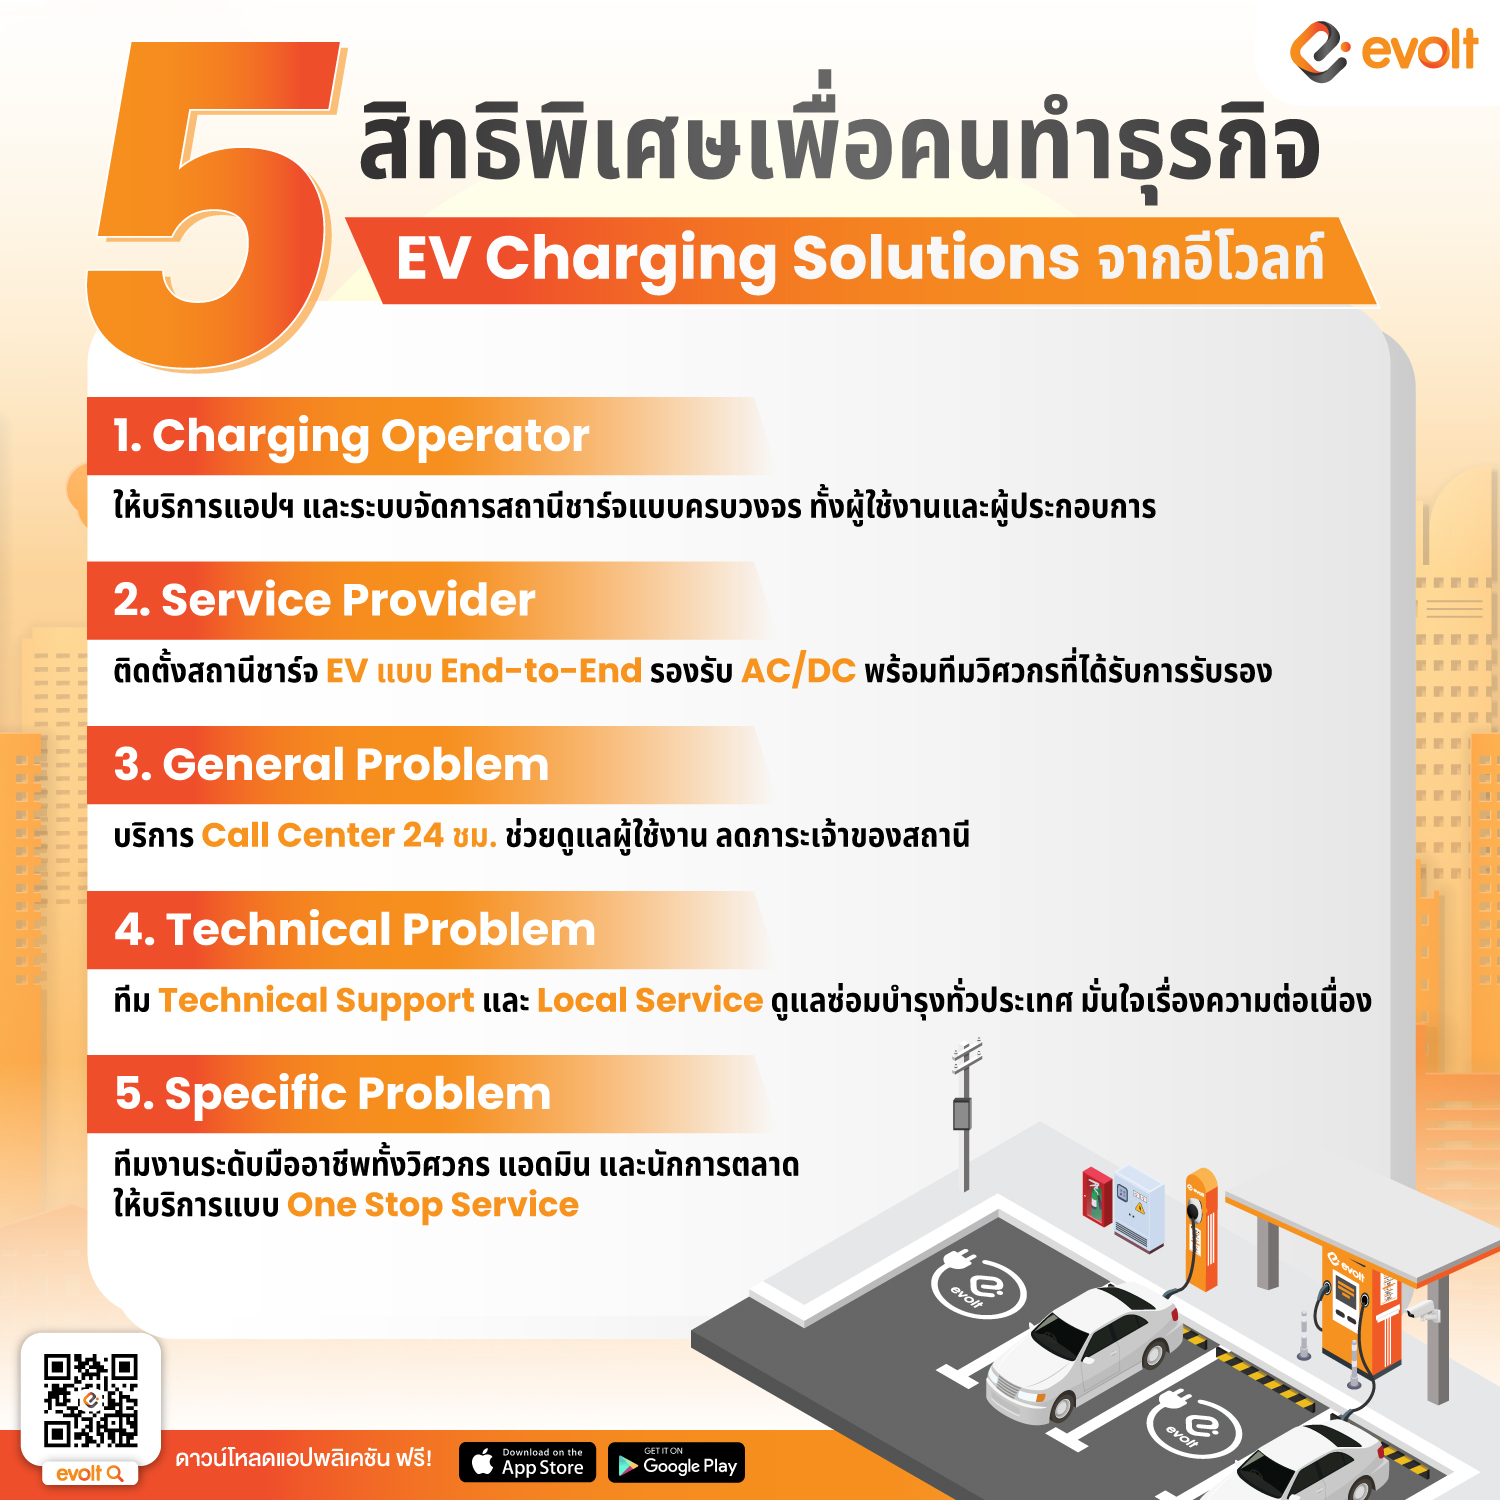 evolt
5
สิทธิพิเศษเพื่อคนทำธุรกิจ
EV Charging Solutions จากอีโวลท์
1. Charging Operator
ให้บริการแอปฯ และระบบจัดการสถานีชาร์จแบบครบวงจร ทั้งผู้ใช้งานและผู้ประกอบการ
2. Service Provider
ติดตั้งสถานีชาร์จ EV แบบ End-to-End รองรับ AC/DC พร้อมทีมวิศวกรที่ได้รับการรับรอง
3. General Problem
บริการ Call Center 24 ชม. ช่วยดูแลผู้ใช้งาน ลดภาระเจ้าของสถานี
4. Technical Problem
ทีม Technical Support และ Local Service ดูแลซ่อมบำรุงทั่วประเทศ มั่นใจเรื่องความต่อเนื่อง
5. Specific Problem
ทีมงานระดับมืออาชีพทั้งวิศวกร แอดมิน และนักการตลาด
ให้บริการแบบ One Stop Service
evolt
evolt
evolt
evolt
ดาวน์โหลดแอปพลิเคชัน ฟรี!
Download on the
App Store
GET IT ON
Google Play